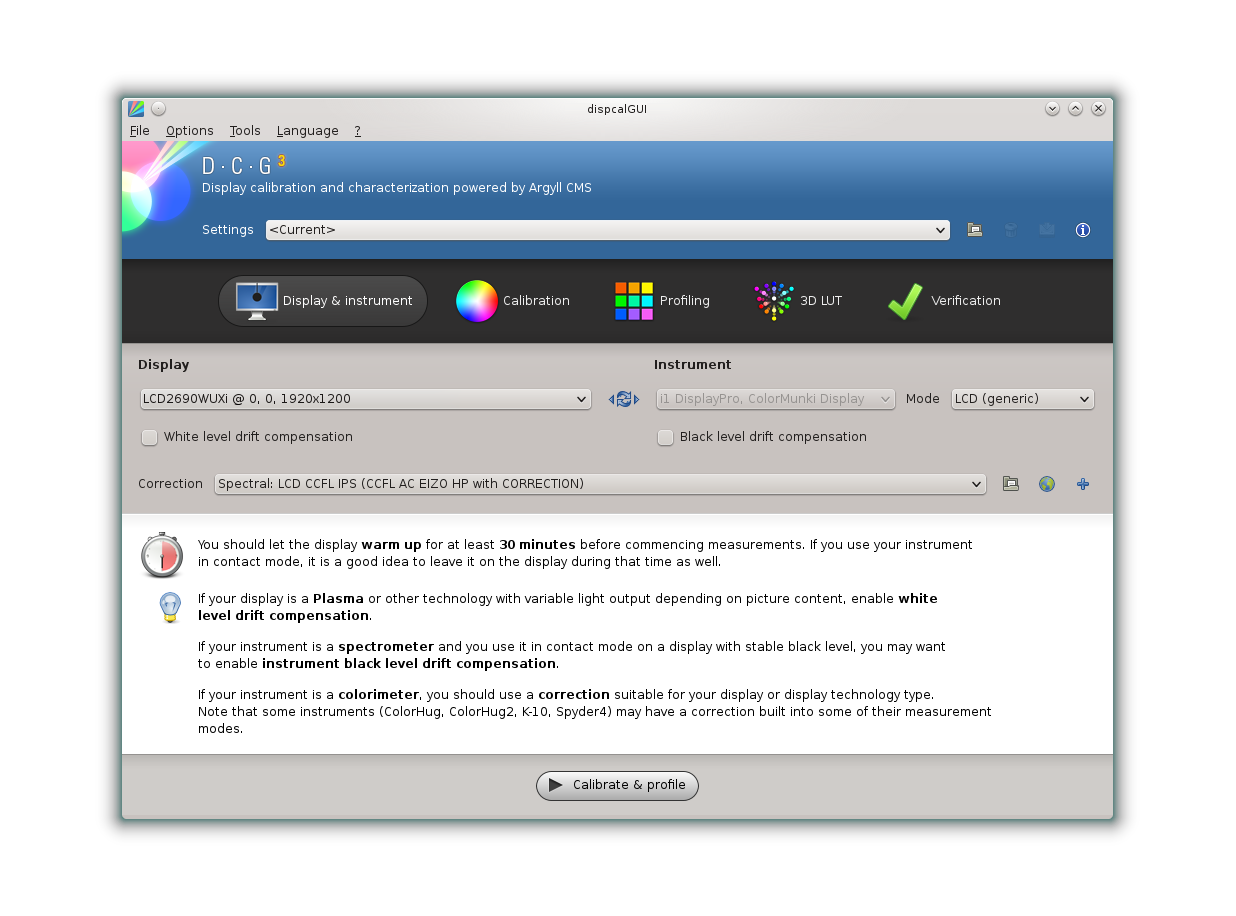 dispcalGUI
File Options Tools Language ?
D·C·G 3
Display calibration and characterization powered by Argyll CMS
Settings <Current>
Display & instrument Calibration Profiling 3D LUT Verification
Display Instrument
LCD2690WUXi @ 0, 0, 1920x1200 i1 DisplayPro, ColorMunki Display Mode LCD (generic)
White level drift compensation Black level drift compensation
Correction Spectral: LCD CCFL IPS (CCFL AC EIZO HP with CORRECTION)
You should let the display warm up for at least 30 minutes before commencing measurements. If you use your instrument
in contact mode, it is a good idea to leave it on the display during that time as well.
If your display is a Plasma or other technology with variable light output depending on picture content, enable white
level drift compensation.
If your instrument is a spectrometer and you use it in contact mode on a display with stable black level, you may want
to enable instrument black level drift compensation.
If your instrument is a colorimeter, you should use a correction suitable for your display or display technology type.
Note that some instruments (ColorHug, ColorHug2, K-10, Spyder4) may have a correction built into some of their measurement
modes.
Calibrate & profile